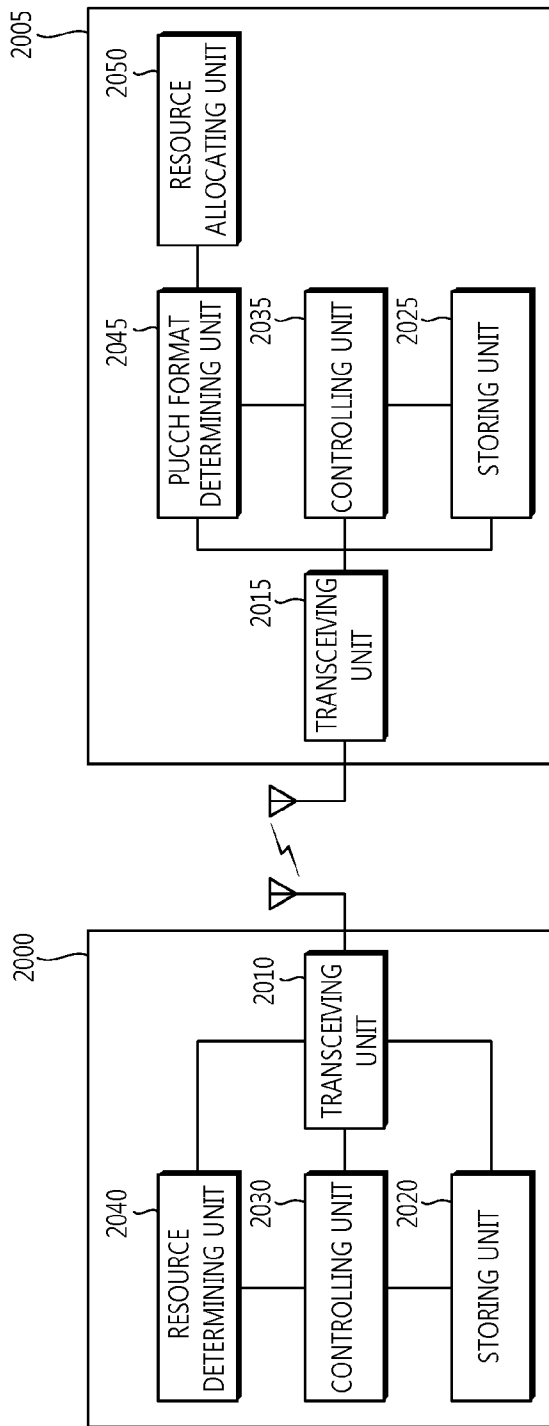 2000
2040
RESOURCE
DETERMINING UNIT
2030
CONTROLLING UNIT
2020
STORING UNIT
2010
TRANSCEIVING
UNIT
2005
2015
TRANSCEIVING
UNIT
2045
PUCCH FORMAT
DETERMINING UNIT
2035
CONTROLLING UNIT
2025
STORING UNIT
2050
RESOURCE
ALLOCATING UNIT